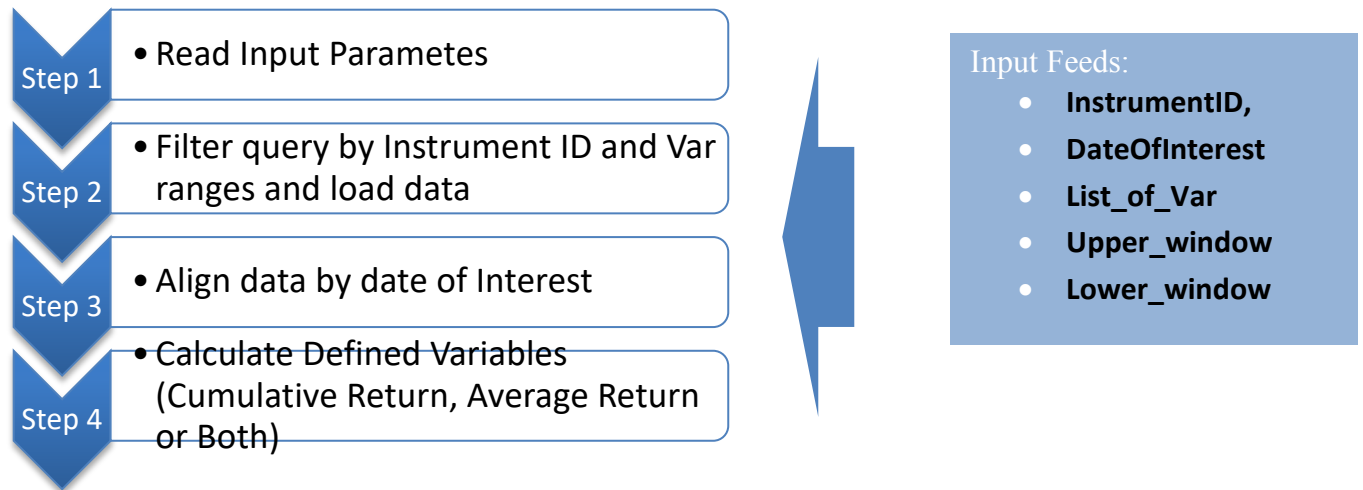 Step 1
• Read Input Parametes
Step 2
• Filter query by Instrument ID and Var
ranges and load data
Step 3
• Align data by date of Interest
Step 4
• Calculate Defined Variables
(Cumulative Return, Average Return
or Both)
Input Feeds:
• InstrumentID,
• DateOfInterest
• List_of_Var
• Upper_window
• Lower_window